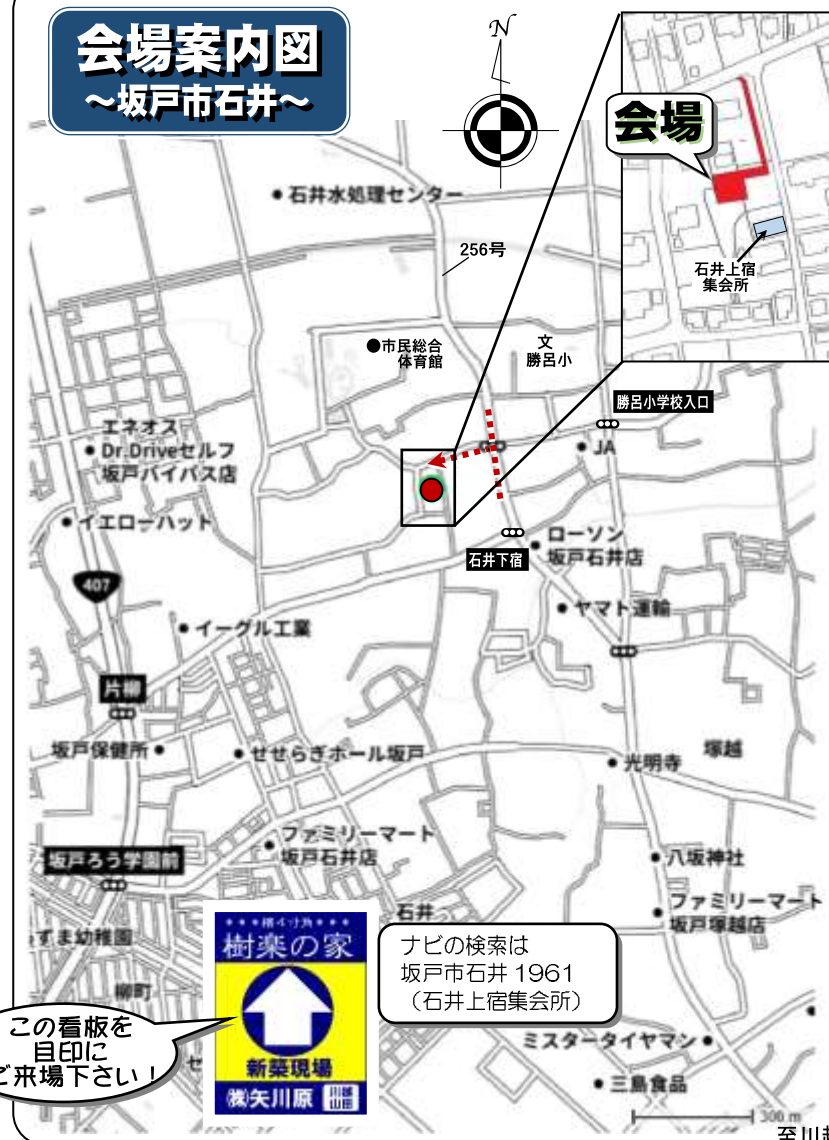 会場案内図
～坂戸市石井～
N
会場
石井上宿
集会所
石井水処理センター
256号
●市民総合
体育館
文
勝呂小
勝呂小学校入口
エネオス
Dr.Driveセルフ
坂戸バイパス店
JA
イエローハット
ローソン
坂戸石井店
石井下宿
407
ヤマト運輸
イーグル工業
片柳
坂戸保健所
せせらぎホール坂戸
塚越
光明寺
ファミリーマート
坂戸石井店
坂戸ろう学園前
八坂神社
ファミリーマート
坂戸塚越店
石井
ずま幼稚園
柳町
樹楽の家
新築現場
㈱矢川原
ナビの検索は
坂戸市石井 1961
（石井上宿集会所）
この看板を
目印に
ご来場下さい！
セ
ミスタータイヤマン
三島食品
300 m
至川越